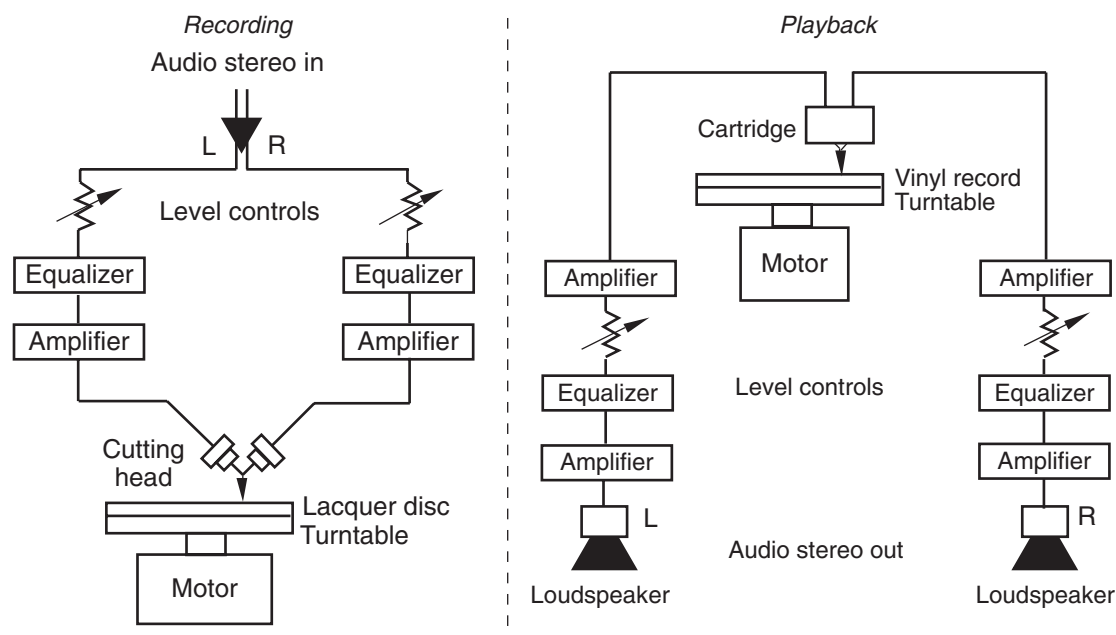 Recording
Audio stereo in
L R
Level controls
Equalizer Equalizer
Amplifier Amplifier
Cutting
head
Lacquer disc
Turntable
Motor
Playback
Cartridge
Vinyl record
Turntable
Motor
Amplifier Amplifier
Level controls
Equalizer Equalizer
Amplifier Amplifier
L R
Audio stereo out
Loudspeaker Loudspeaker